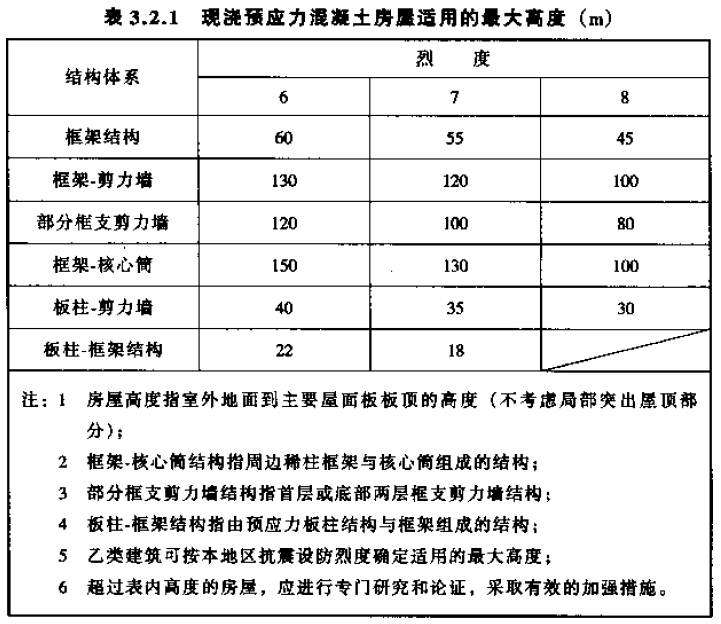 表 3.2.1 现浇预应力混凝土房屋适用的最大高度（m）
结构体系 烈 度
6 7 8
框架结构 60 55 45
框架-剪力墙 130 120 100
部分框支剪力墙 120 100 80
框架-核心筒 150 130 100
板柱-剪力墙 40 35 30
板柱-框架结构 22 18
注：1 房屋高度指室外地面到主要屋面板板顶的高度（不考虑局部突出屋顶部
分）；
2 框架-核心筒结构指周边稀柱框架与核心筒组成的结构；
3 部分框支剪力墙结构指首层或底部两层框支剪力墙结构；
4 板柱-框架结构指由预应力板柱结构与框架组成的结构；
5 乙类建筑可按本地区抗震设防烈度确定适用的最大高度；
6 超过表内高度的房屋，应进行专门研究和论证，采取有效的加强措施。